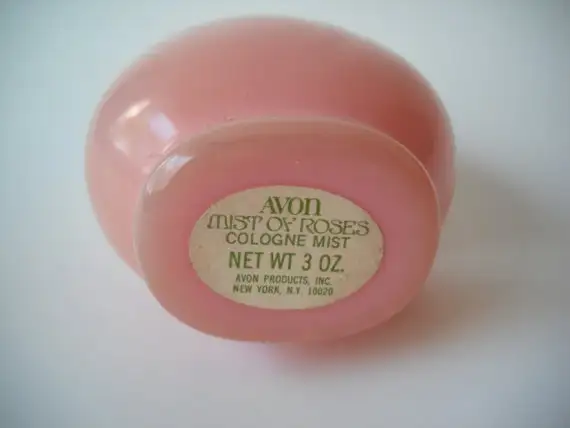 AVON
MIST OF ROSES
COLOGNE MIST
NET WT 3 OZ.
AVON PRODUCTS, INC.
NEW YORK, N.Y. 10020